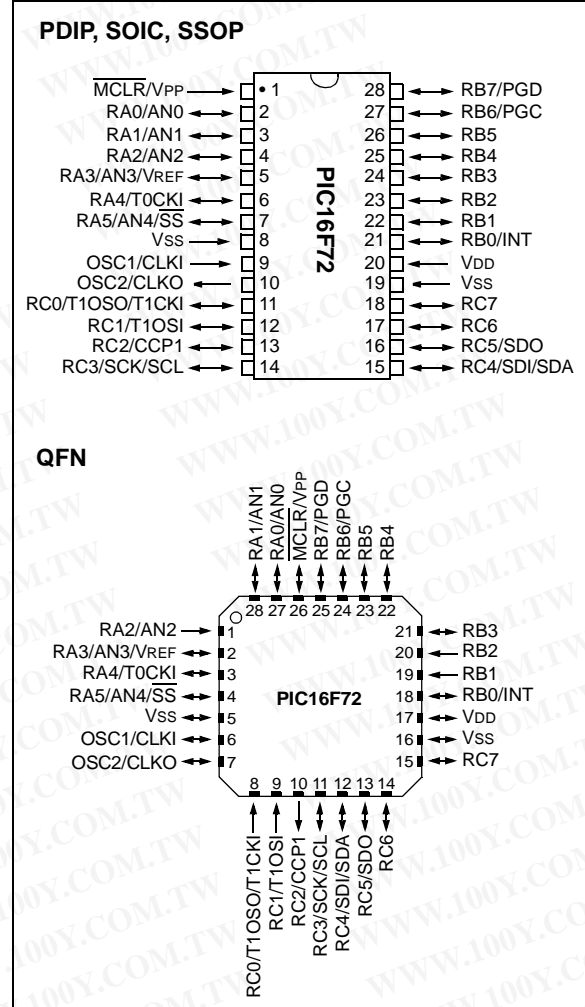 PDIP, SOIC, SSOP
MCLR/VPP 1 28 RB7/PGD
RA0/AN0 2 27 RB6/PGC
RA1/AN1 3 26 RB5
RA2/AN2 4 25 RB4
RA3/AN3/VREF 5 24 RB3
RA4/T0CKI 6 23 RB2
RA5/AN4/SS 7 22 RB1
VSS 8 21 RB0/INT
OSC1/CLKI 9 20 VDD
OSC2/CLKO 10 19 VSS
RC0/T1OSO/T1CKI 11 18 RC7
RC1/T1OSI 12 17 RC6
RC2/CCP1 13 16 RC5/SDO
RC3/SCK/SCL 14 15 RC4/SDI/SDA
PIC16F72
QFN
RA1/AN1
RA0/AN0
MCLR/VPP
RB7/PGD
RB6/PGC
RB5
RB4
28 27 26 25 24 23 22
RA2/AN2 1 21 RB3
RA3/AN3/VREF 2 20 RB2
RA4/T0CKI 3 19 RB1
RA5/AN4/SS 4 PIC16F72 18 RB0/INT
VSS 5 17 VDD
OSC1/CLKI 6 16 VSS
OSC2/CLKO 7 15 RC7
8 9 10 11 12 13 14
RC0/T1OSO/T1CKI
RC1/T1OSI
RC2/CCP1
RC3/SCK/SCL
RC4/SDI/SDA
RC5/SDO
RC6
WWW.100Y.COM.TW